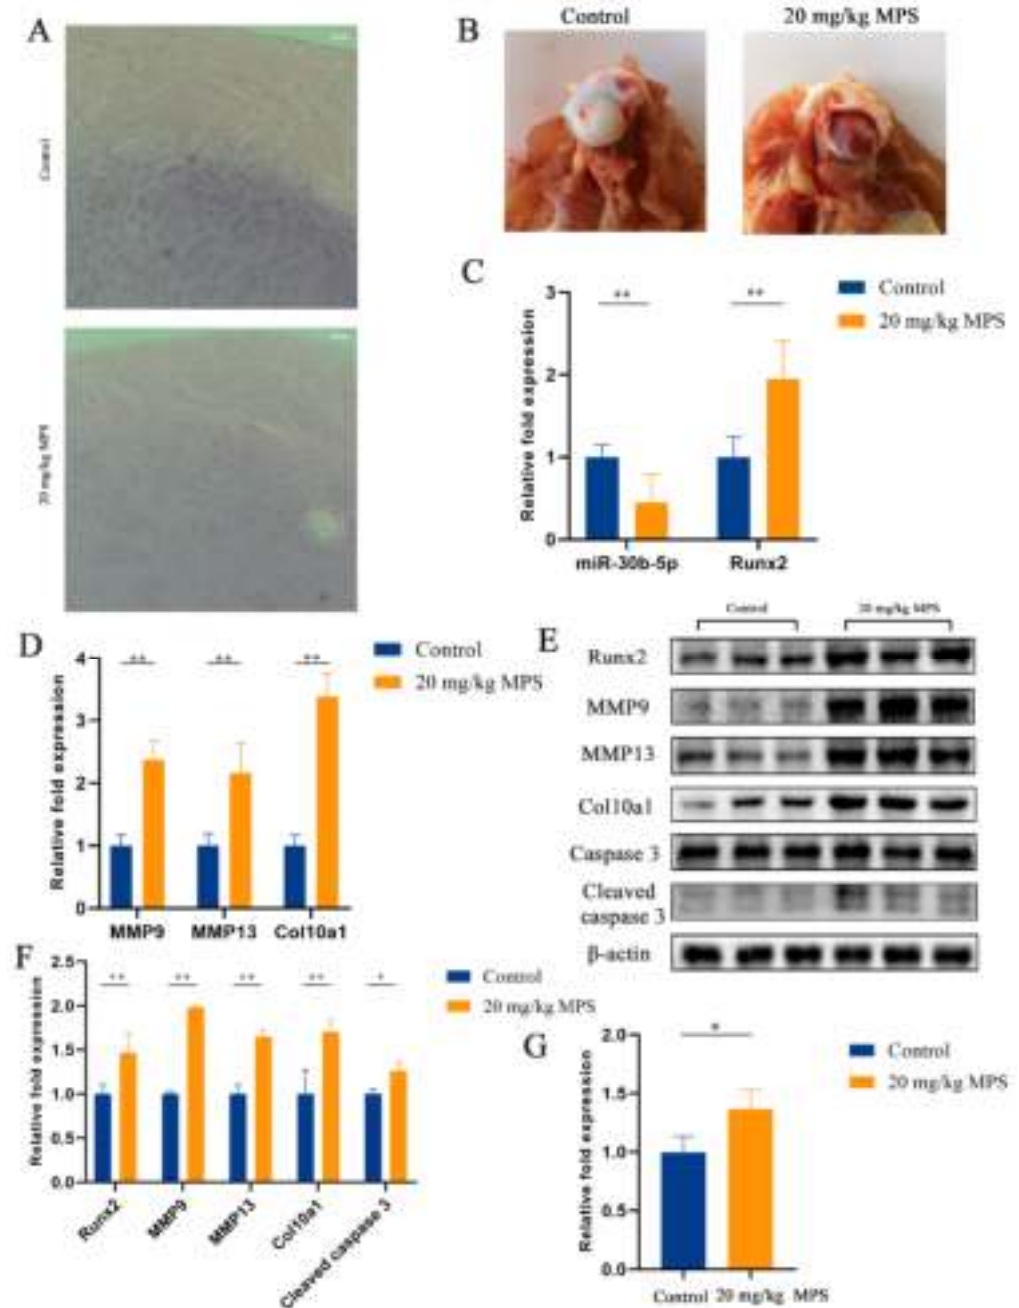 A
Control
20 mg/kg MPS
B
Control
20 mg/kg MPS
C
Relative fold expression
3
2
1
0
**
**
miR-30b-5p
Runx2
Control
20 mg/kg MPS
D
Relative fold expression
4
3
2
1
0
**
**
**
MMP9
MMP13
Col10a1
Control
20 mg/kg MPS
E
Control
20 mg/kg MPS
Runx2
MMP9
MMP13
Col10a1
Caspase 3
Cleaved
caspase 3
β-actin
F
Relative fold expression
2.5
2.0
1.5
1.0
0.5
0.0
**
**
**
**
*
Runx2
MMP9
MMP13
Col10a1
Cleaved caspase 3
Control
20 mg/kg MPS
G
Relative fold expression
2.0
1.5
1.0
0.5
0.0
*
Control
20 mg/kg MPS
Control
20 mg/kg MPS